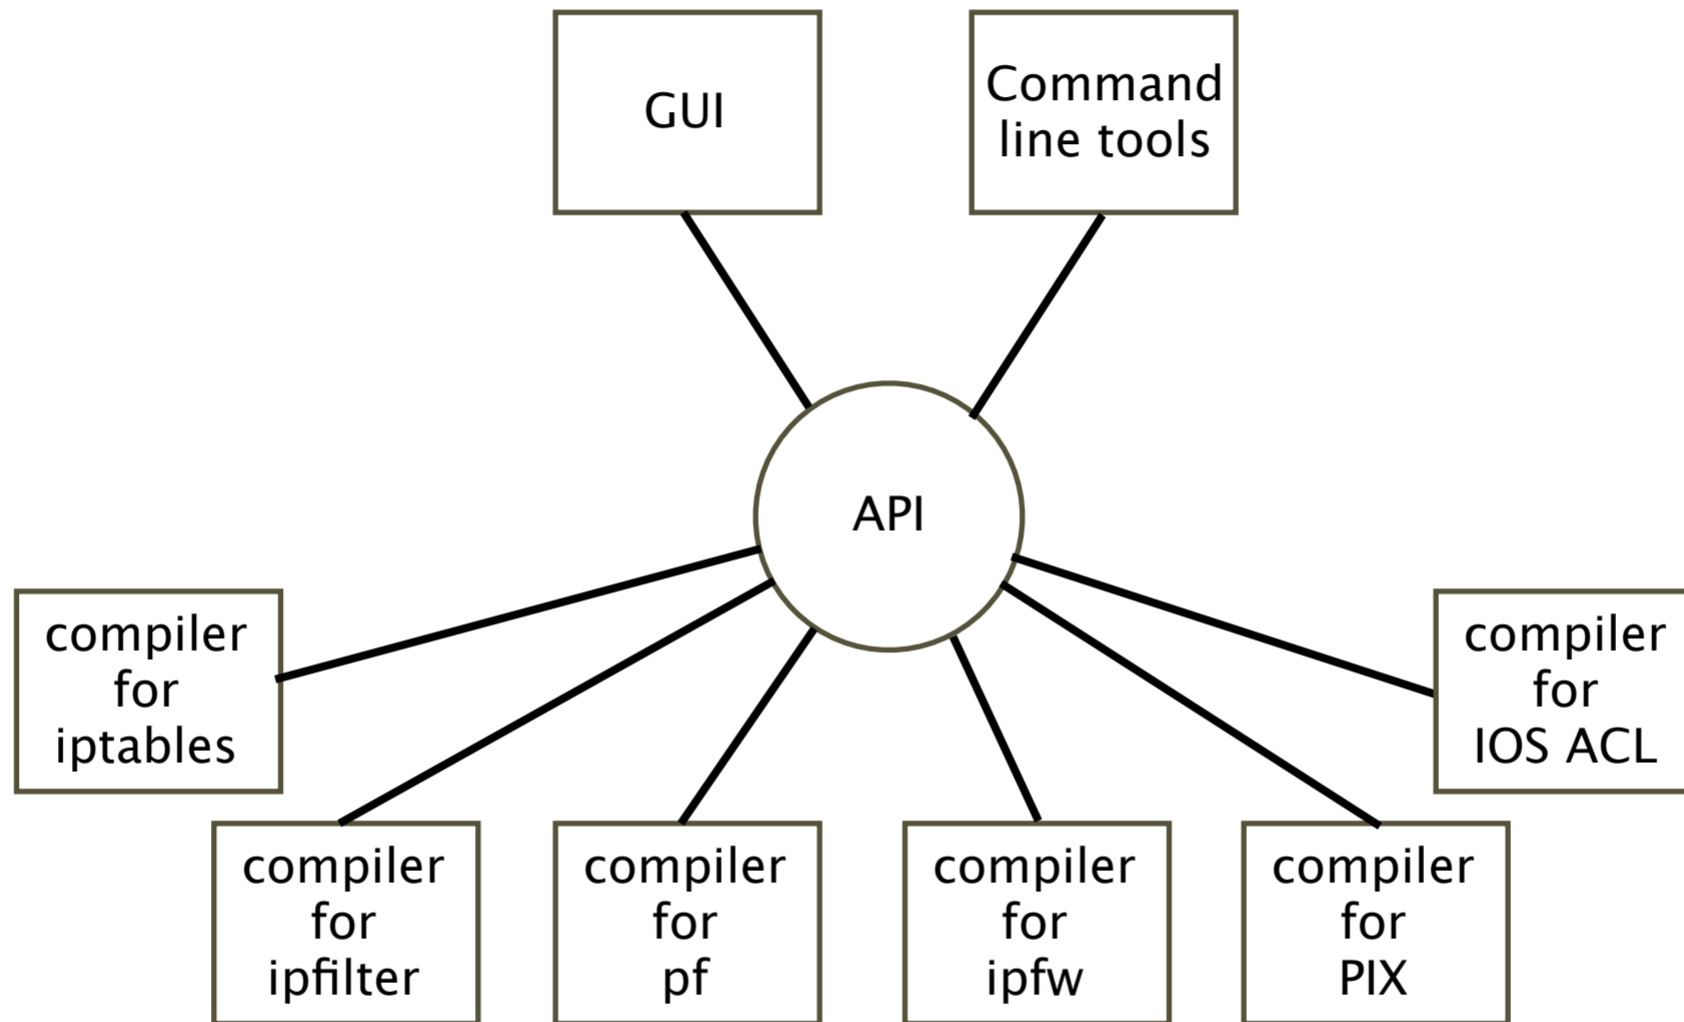 GUI
Command
line tools
API
compiler
for
iptables
compiler
for
IOS ACL
compiler
for
ipfilter
compiler
for
pf
compiler
for
ipfw
compiler
for
PIX